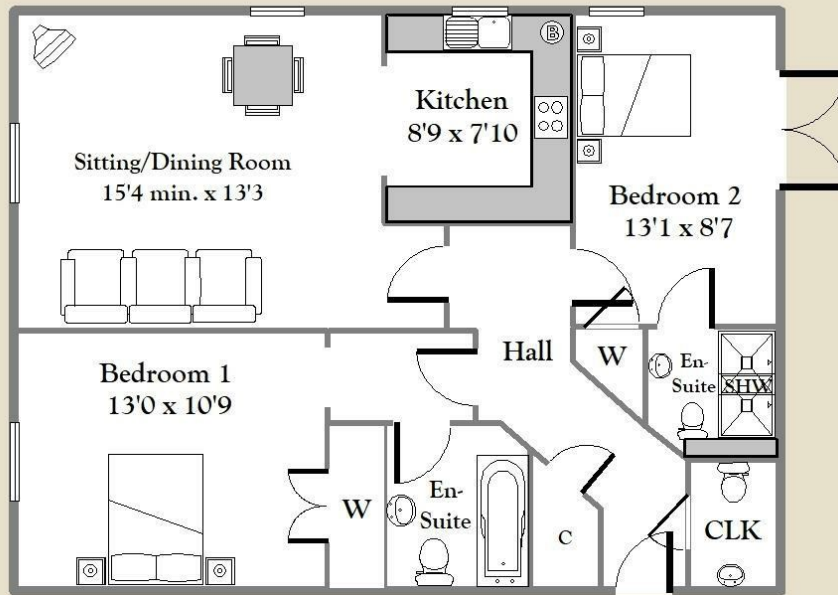 B
Kitchen
8'9 x 7'10
Sitting/Dining Room
15'4 min. x 13'3
Bedroom 2
13'1 x 8'7
Hall
W
En-
Suite
SHW
Bedroom 1
13'0 x 10'9
W
En-
Suite
C
CLK